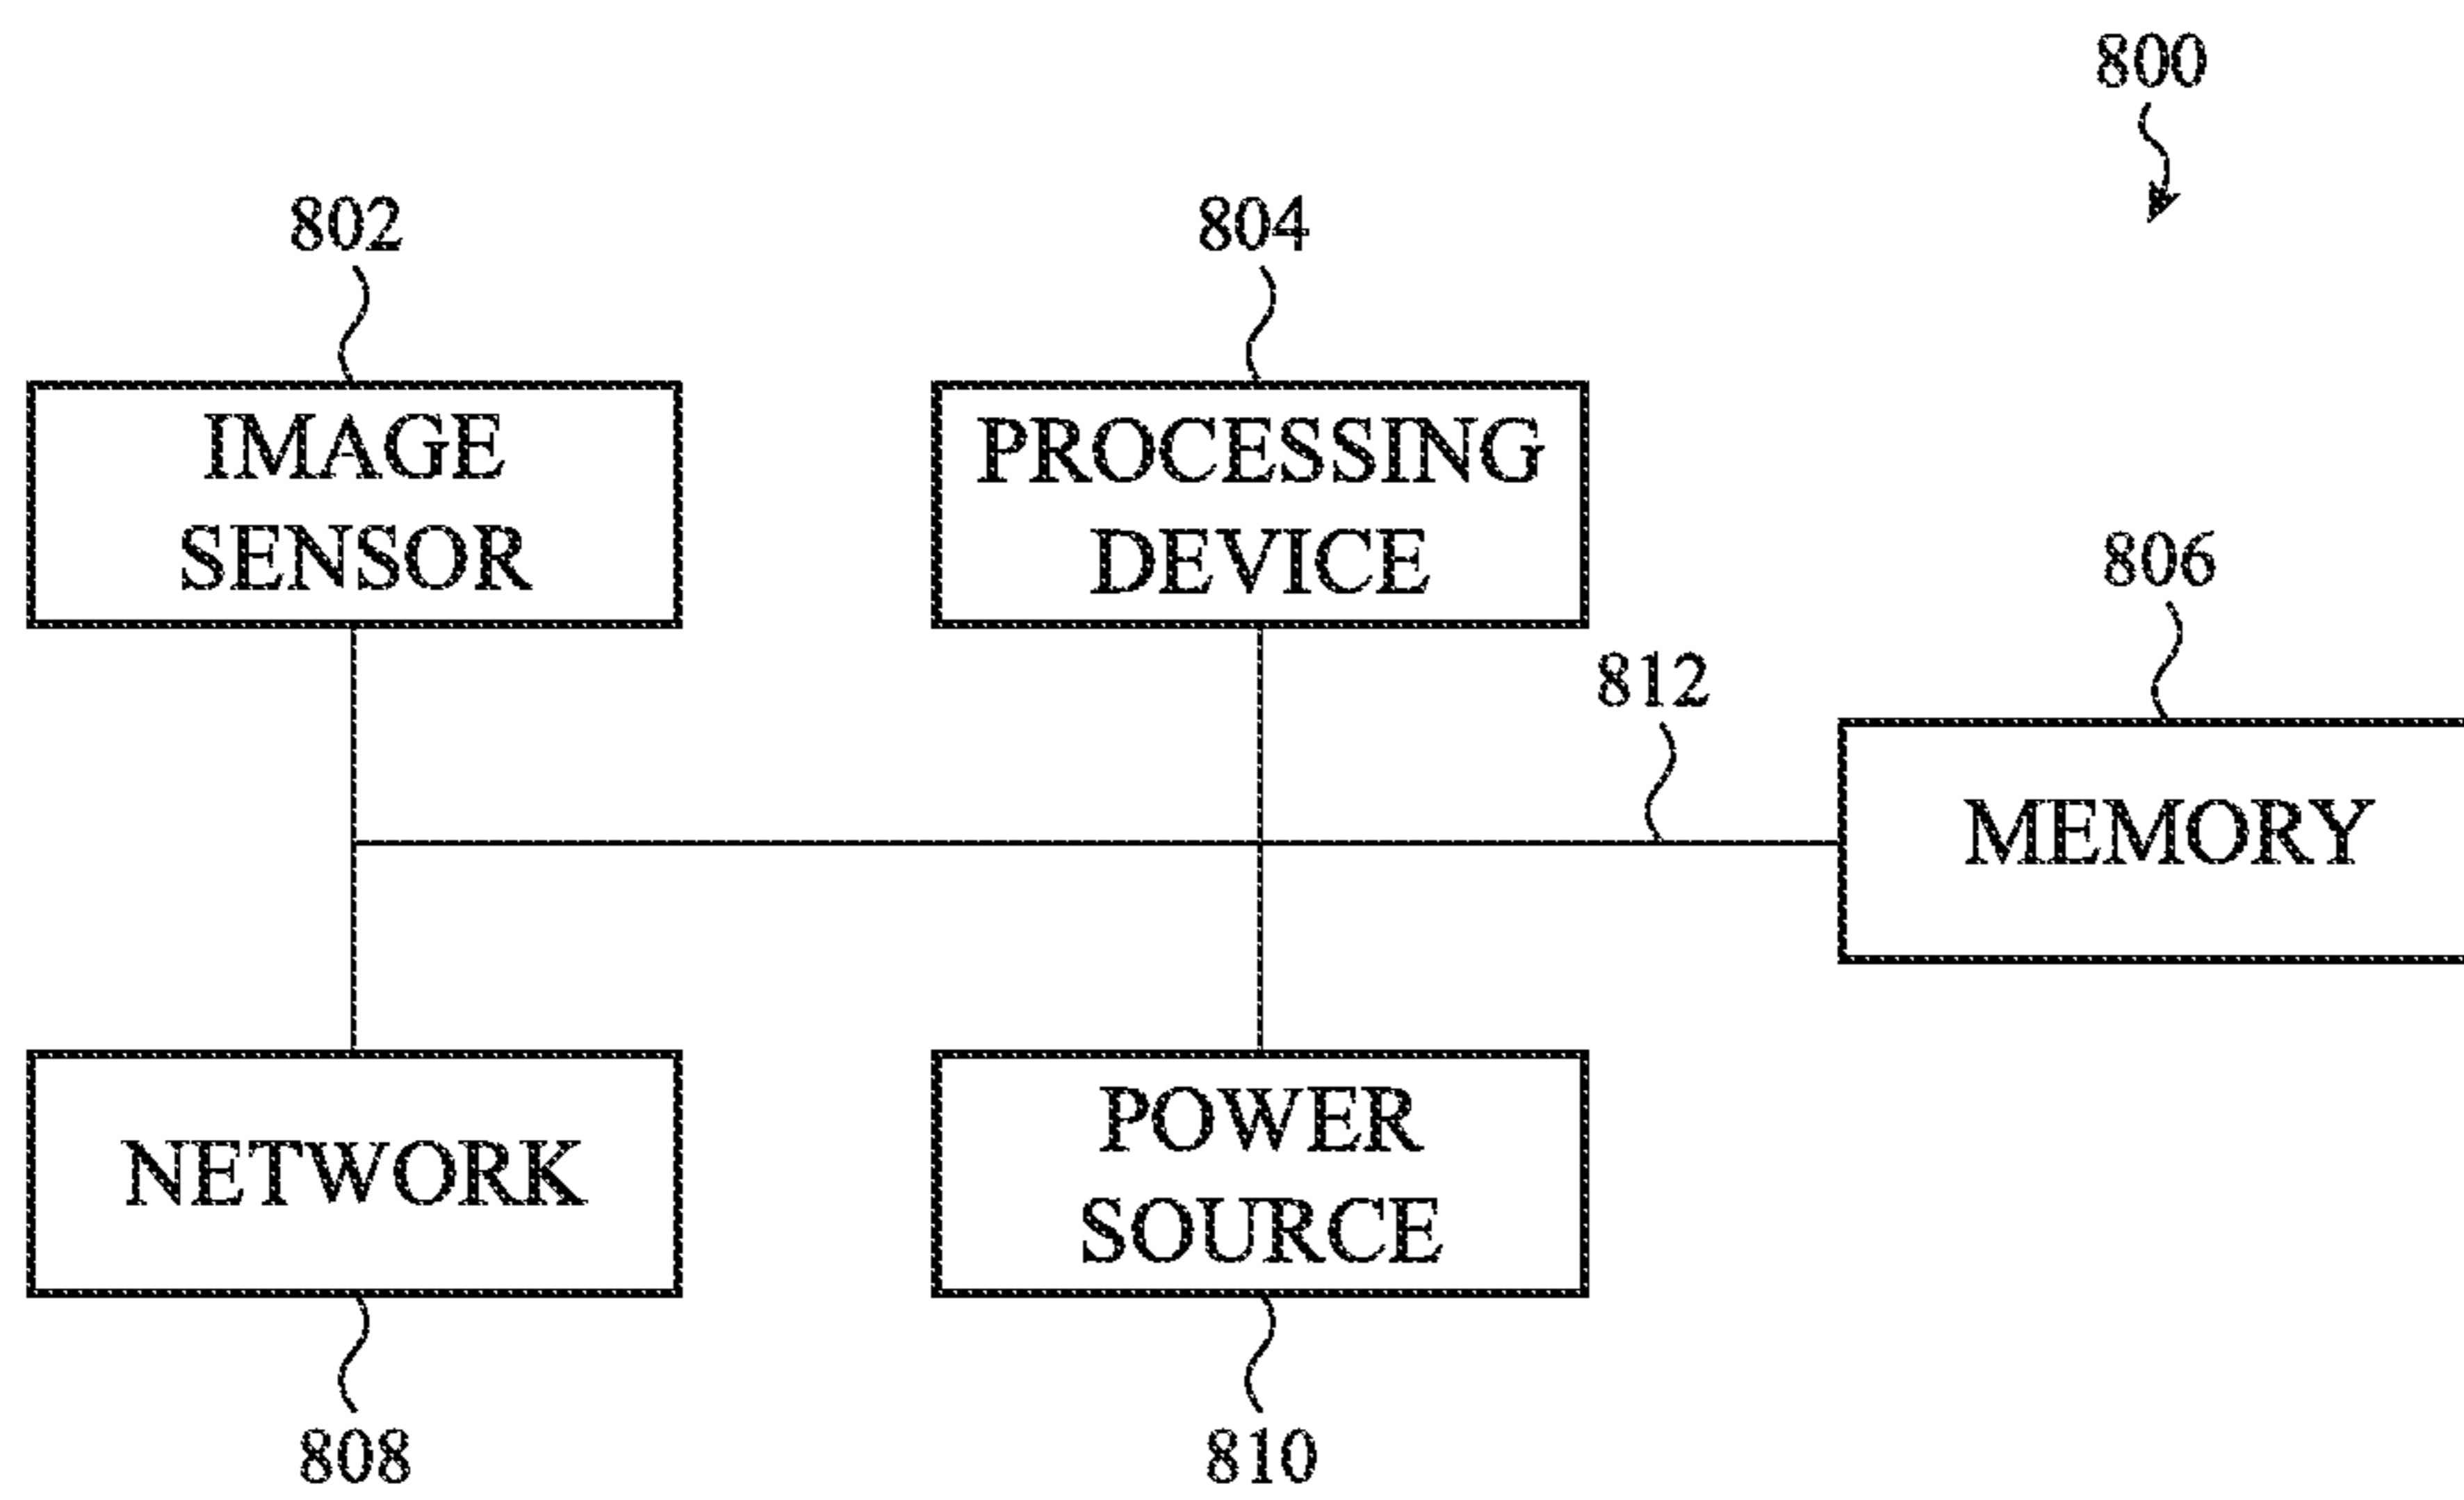 800
802
804
IMAGE
SENSOR
PROCESSING
DEVICE
806
812
MEMORY
NETWORK
POWER
SOURCE
808
810